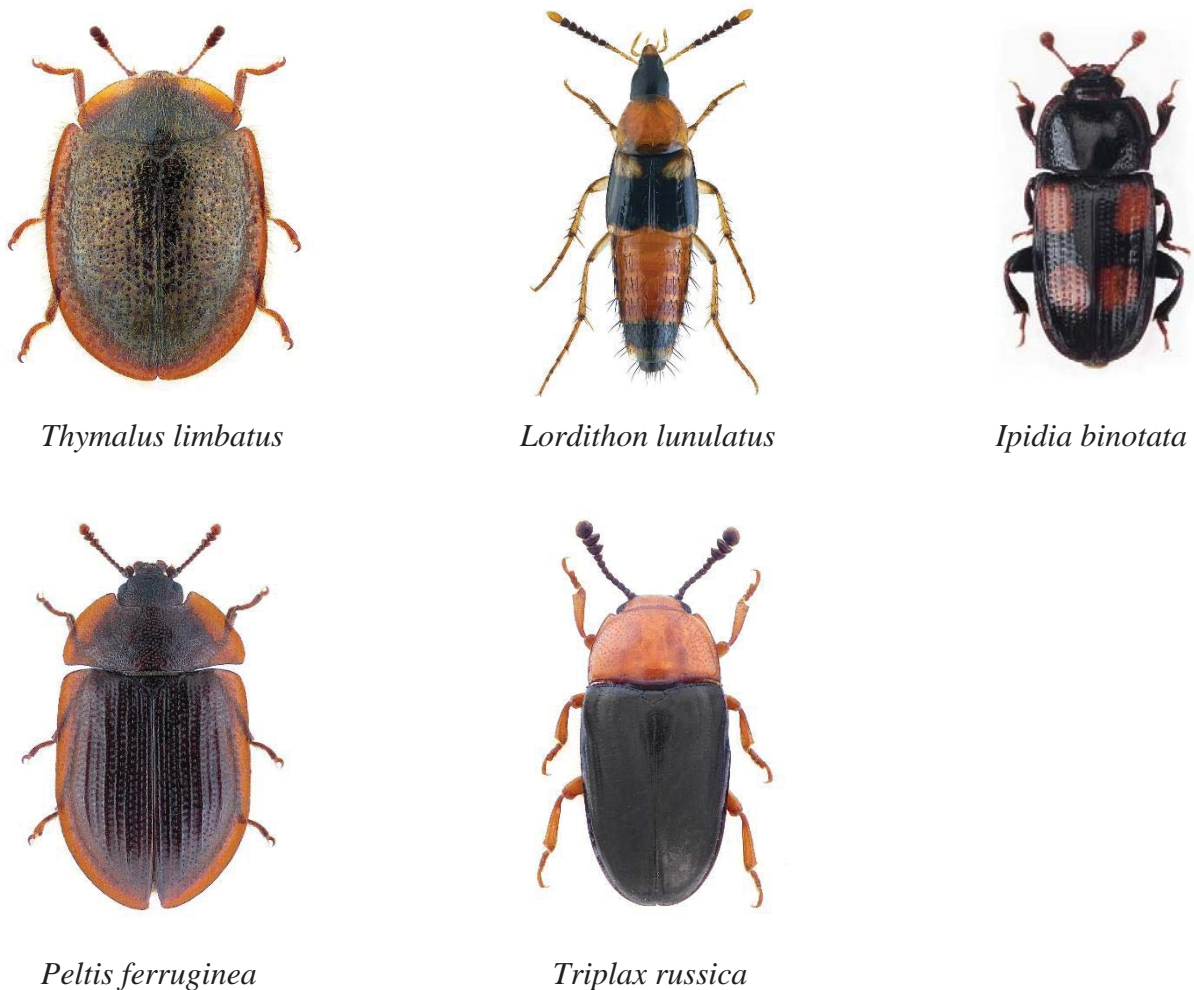 Thymalus limbatus
Lordithon lunulatus
Ipidia binotata
Peltis ferruginea
Triplax russica